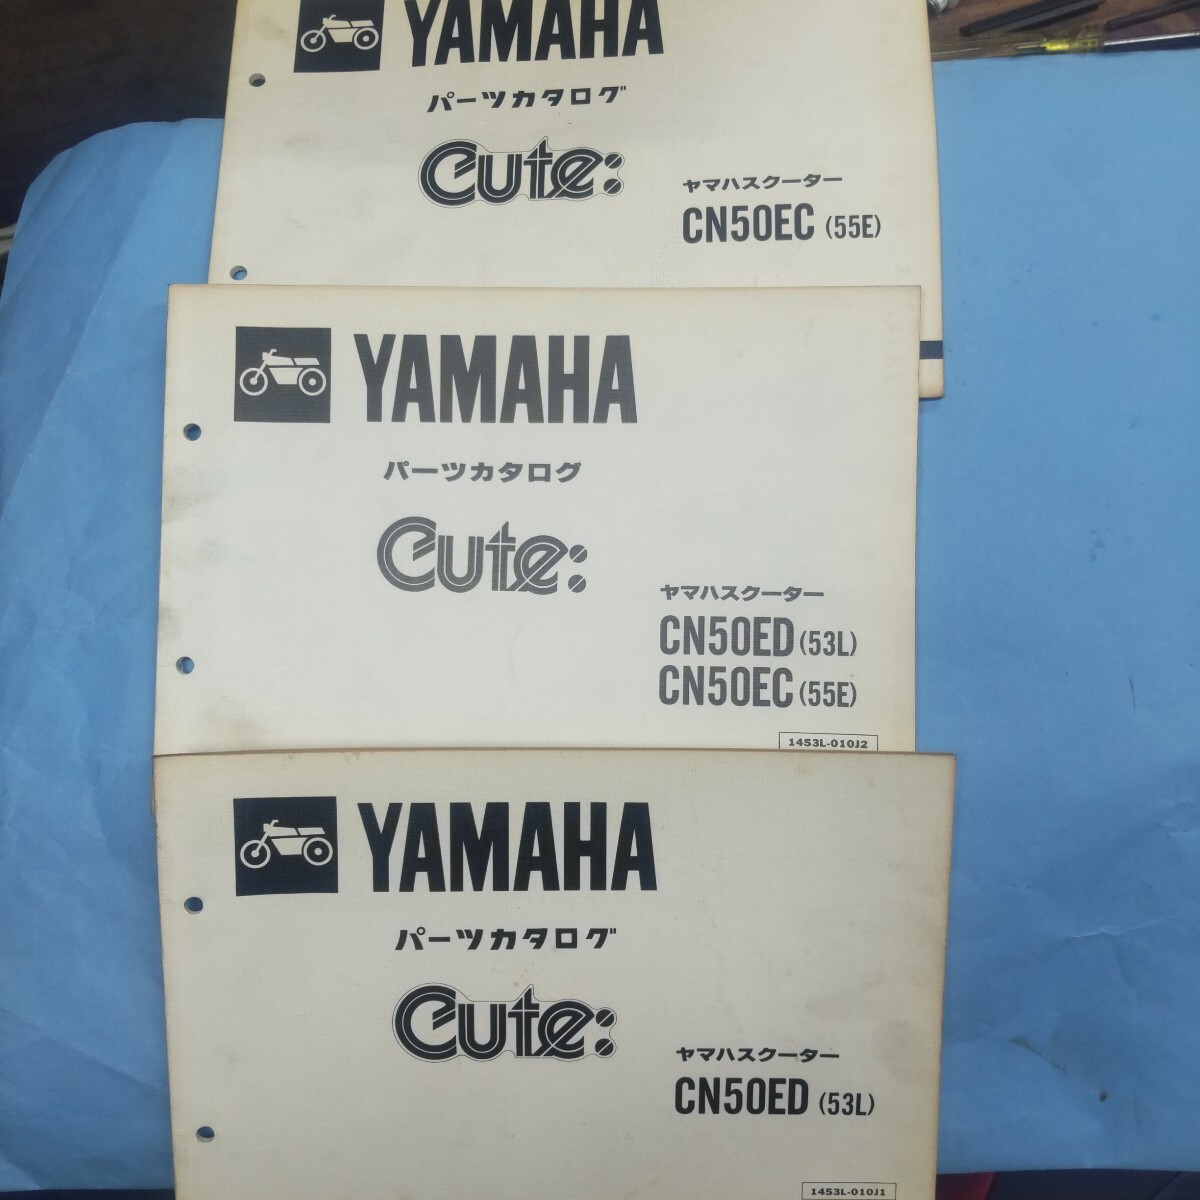 YAMAHA
パーツカタログ
Cute:
ヤマハスクーター
CN50EC (55E)
YAMAHA
パーツカタログ
Cute:
ヤマハスクーター
CN50ED (53L)
CN50EC (55E)
1453L-010J2
YAMAHA
パーツカタログ
Cute:
ヤマハスクーター
CN50ED (53L)
1453L-010J1